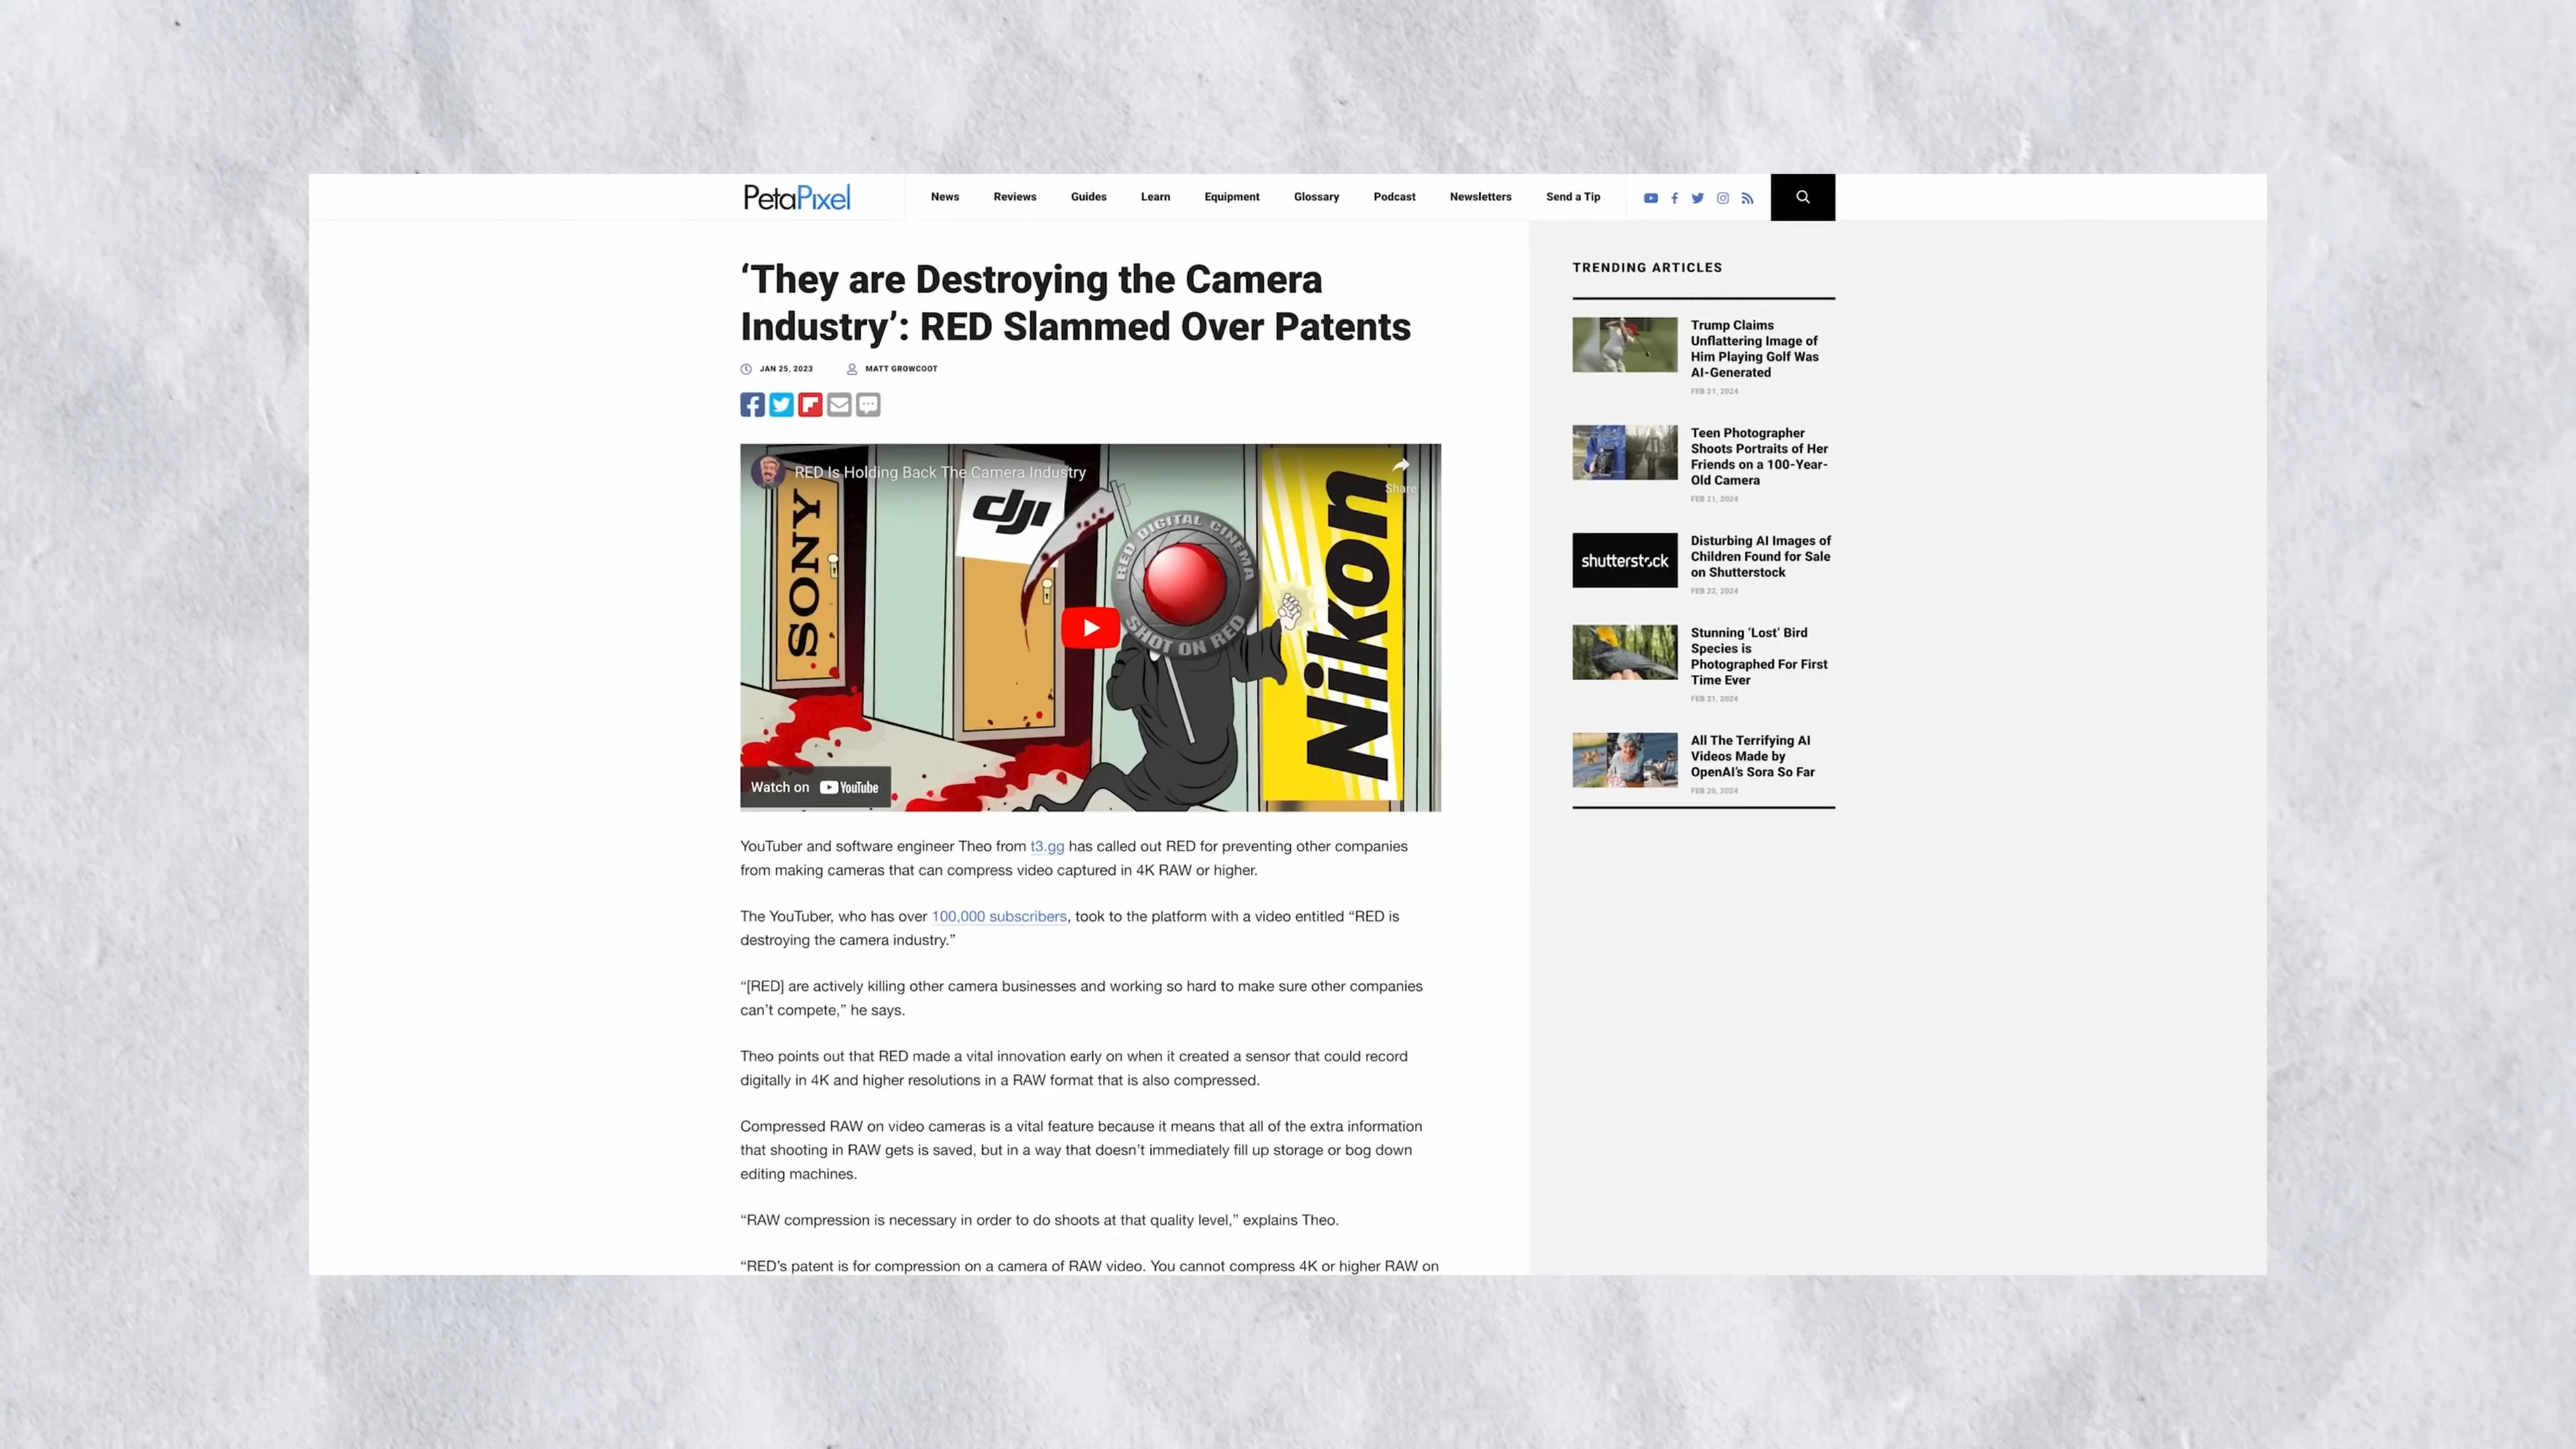 PetaPixel
News Reviews Guides Learn Equipment Glossary Podcast Newsletters Send a Tip
‘They are Destroying the Camera
Industry’: RED Slammed Over Patents
JAN 25, 2023 MATT GROWCOOT
RED Is Holding Back The Camera Industry
Share
SONY
dji
RED DIGITAL CINEMA
SHOT ON RED
Nikon
Watch on YouTube
YouTuber and software engineer Theo from t3.gg has called out RED for preventing other companies
from making cameras that can compress video captured in 4K RAW or higher.
The YouTuber, who has over 100,000 subscribers, took to the platform with a video entitled “RED is
destroying the camera industry.”
“[RED] are actively killing other camera businesses and working so hard to make sure other companies
can’t compete,” he says.
Theo points out that RED made a vital innovation early on when it created a sensor that could record
digitally in 4K and higher resolutions in a RAW format that is also compressed.
Compressed RAW on video cameras is a vital feature because it means that all of the extra information
that shooting in RAW gets is saved, but in a way that doesn’t immediately fill up storage or bog down
editing machines.
“RAW compression is necessary in order to do shoots at that quality level,” explains Theo.
“RED’s patent is for compression on a camera of RAW video. You cannot compress 4K or higher RAW on
TRENDING ARTICLES
Trump Claims
Unflattering Image of
Him Playing Golf Was
AI-Generated
FEB 21, 2024
Teen Photographer
Shoots Portraits of Her
Friends on a 100-Year-
Old Camera
FEB 21, 2024
shutterstock
Disturbing AI Images of
Children Found for Sale
on Shutterstock
FEB 22, 2024
Stunning ‘Lost’ Bird
Species is
Photographed For First
Time Ever
FEB 21, 2024
All The Terrifying AI
Videos Made by
OpenAI’s Sora So Far
FEB 20, 2024